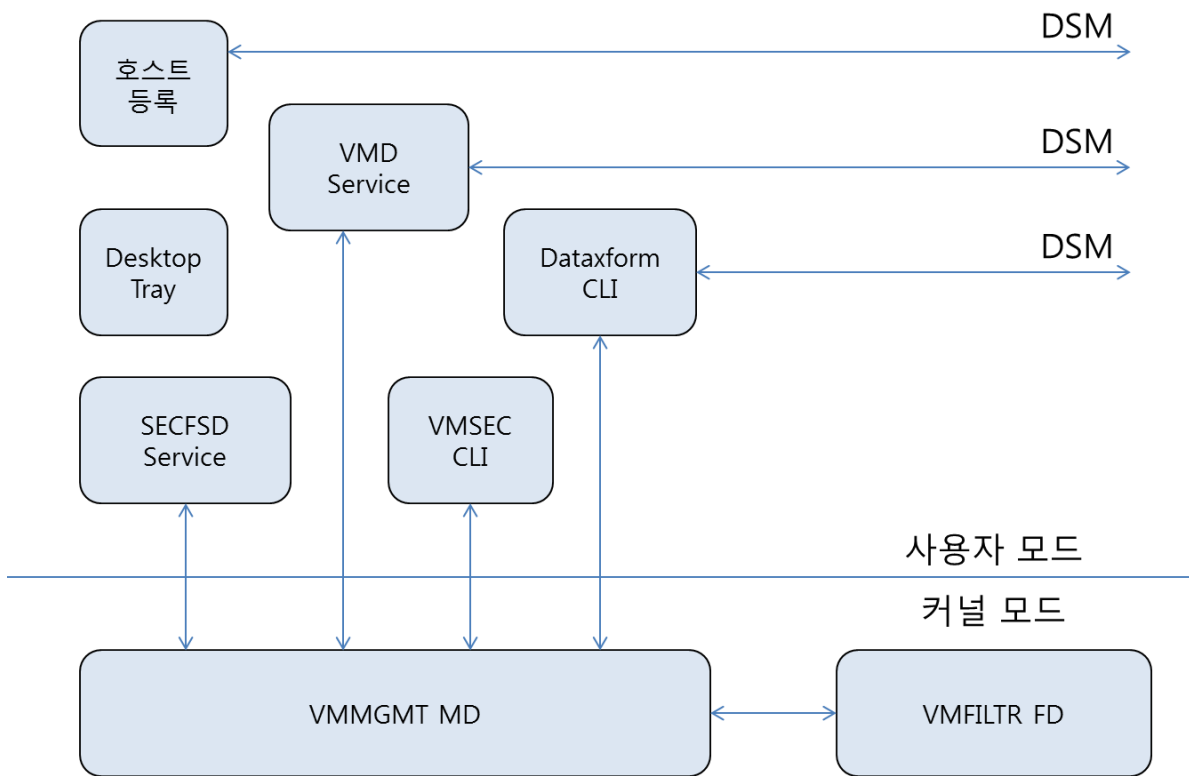 DSM
호스트
등록
DSM
VMD
Service
DSM
Desktop
Tray
Dataxform
CLI
SECFSD
Service
VMSEC
CLI
사용자 모드
커널 모드
VMMGMT MD
VMFILTR FD